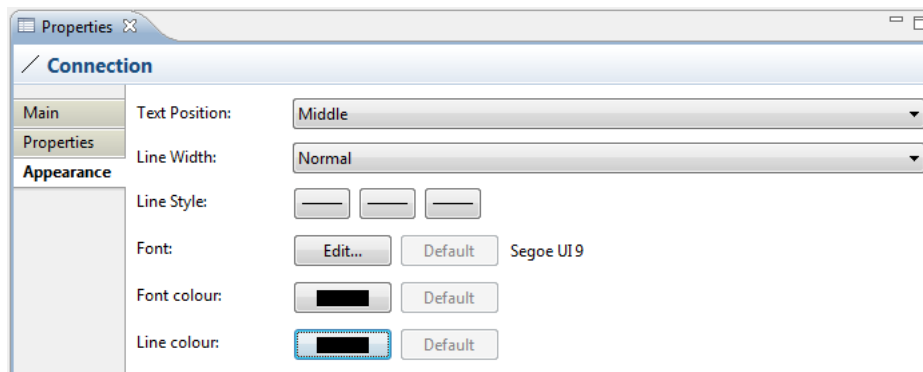 Properties
Connection
Main
Properties
Appearance
Text Position: Middle
Line Width: Normal
Line Style:
Font: Edit... Default Segoe UI 9
Font colour: Default
Line colour: Default